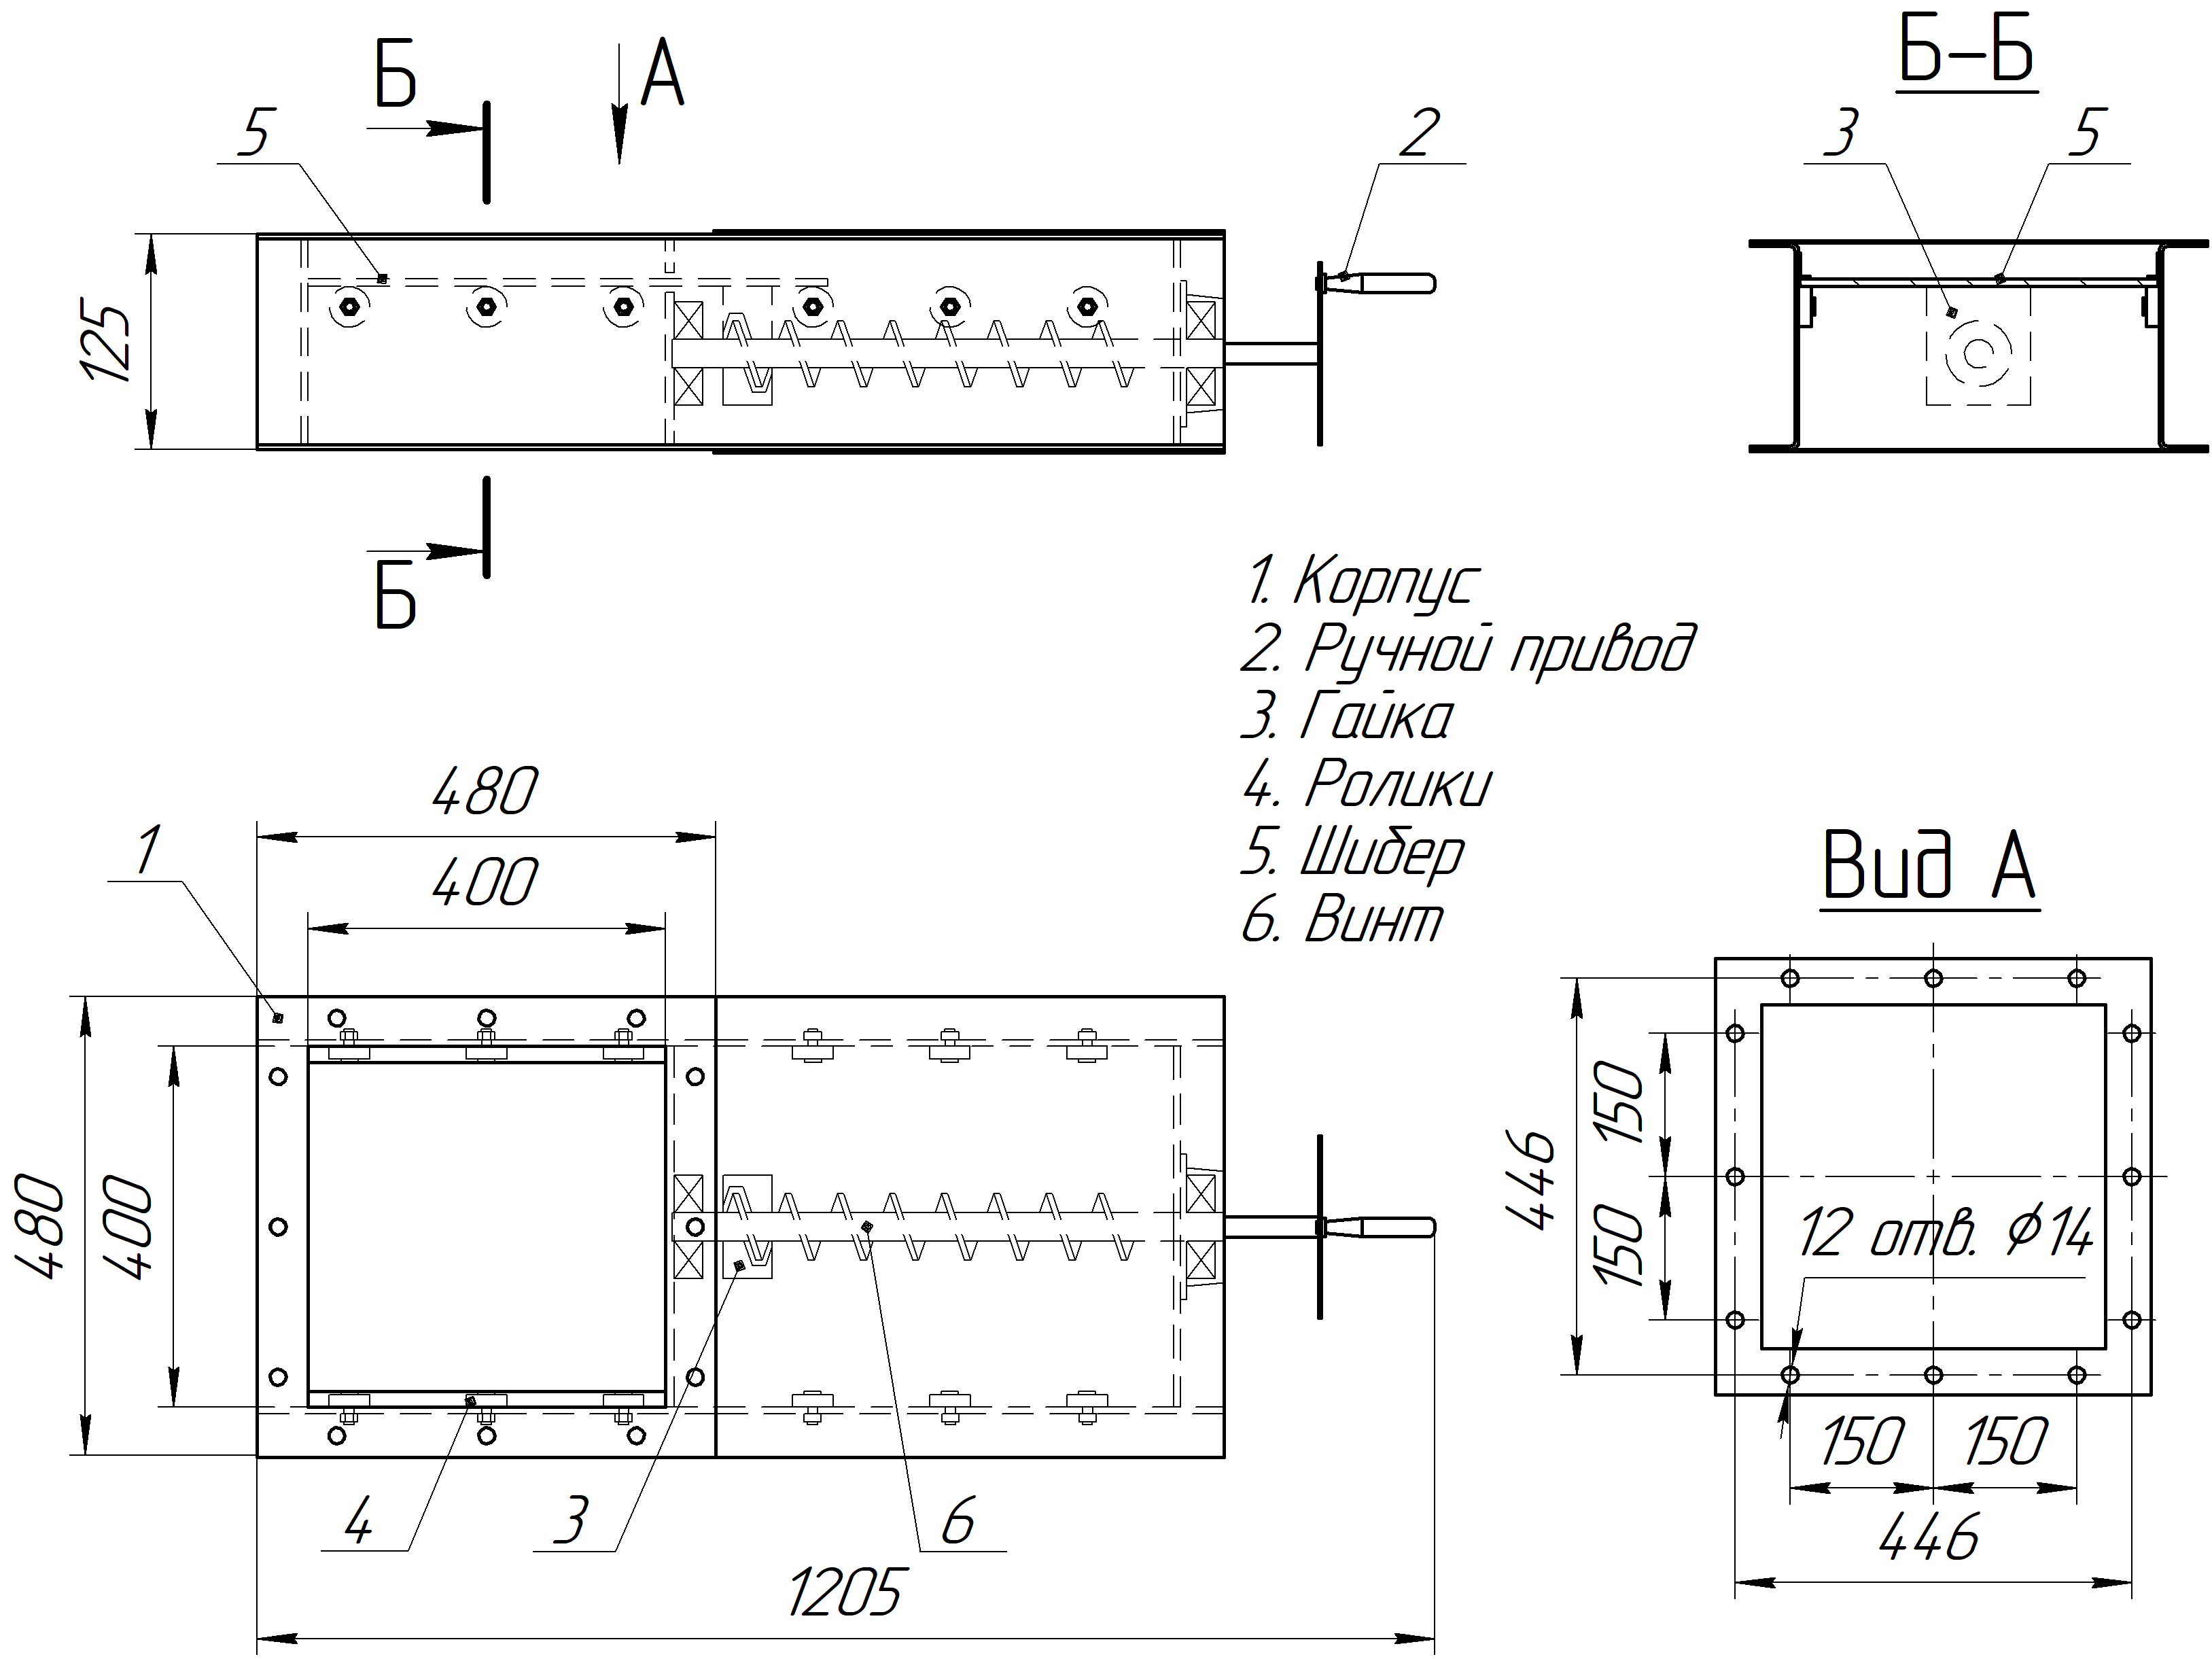 Б
А
Б-Б
5
2
3
5
125
Б
1. Корпус
2. Ручной привод
3. Гайка
4. Ролики
5. Шибер
6. Винт
480
1
400
Вид А
480
400
446
150
150
12 отв. ϕ14
150
150
4
3
6
446
1205